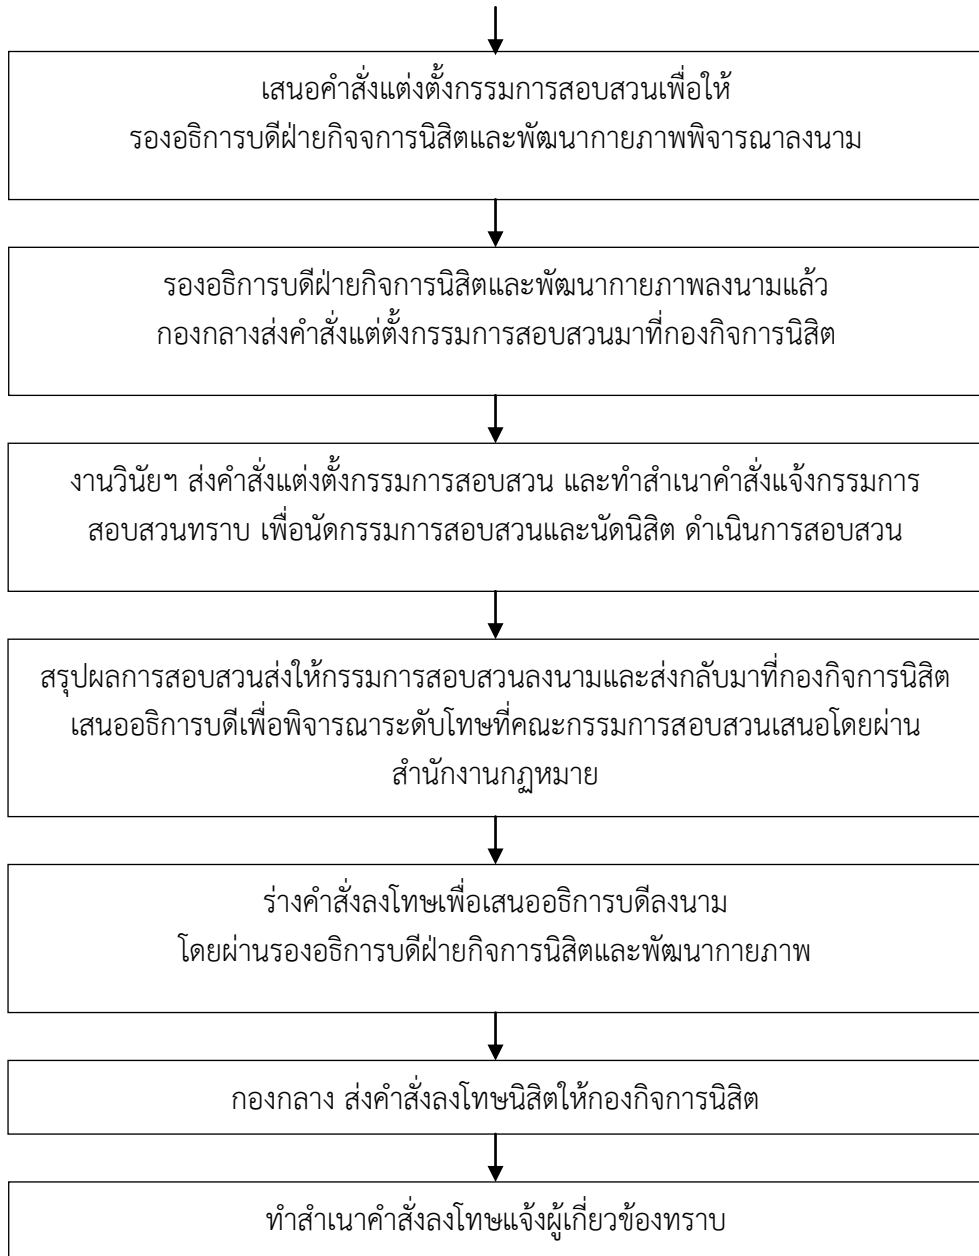 เสนอคำสั่งแต่งตั้งกรรมการสอบสวนเพื่อให้
รองอธิการบดีฝ่ายกิจจการนิสิตและพัฒนากายภาพพิจารณาลงนาม
รองอธิการบดีฝ่ายกิจการนิสิตและพัฒนากายภาพลงนามแล้ว
กองกลางส่งคำสั่งแต่ตั้งกรรมการสอบสวนมาที่กองกิจการนิสิต
งานวินัยฯ ส่งคำสั่งแต่งตั้งกรรมการสอบสวน และทำสำเนาคำสั่งแจ้งกรรมการ
สอบสวนทราบ เพื่อนัดกรรมการสอบสวนและนัดนิสิต ดำเนินการสอบสวน
สรุปผลการสอบสวนส่งให้กรรมการสอบสวนลงนามและส่งกลับมาที่กองกิจการนิสิต
เสนออธิการบดีเพื่อพิจารณาระดับโทษที่คณะกรรมการสอบสวนเสนอโดยผ่าน
สำนักงานกฏหมาย
ร่างคำสั่งลงโทษเพื่อเสนออธิการบดีลงนาม
โดยผ่านรองอธิการบดีฝ่ายกิจการนิสิตและพัฒนากายภาพ
กองกลาง ส่งคำสั่งลงโทษนิสิตให้กองกิจการนิสิต
ทำสำเนาคำสั่งลงโทษแจ้งผู้เกี่ยวข้องทราบ